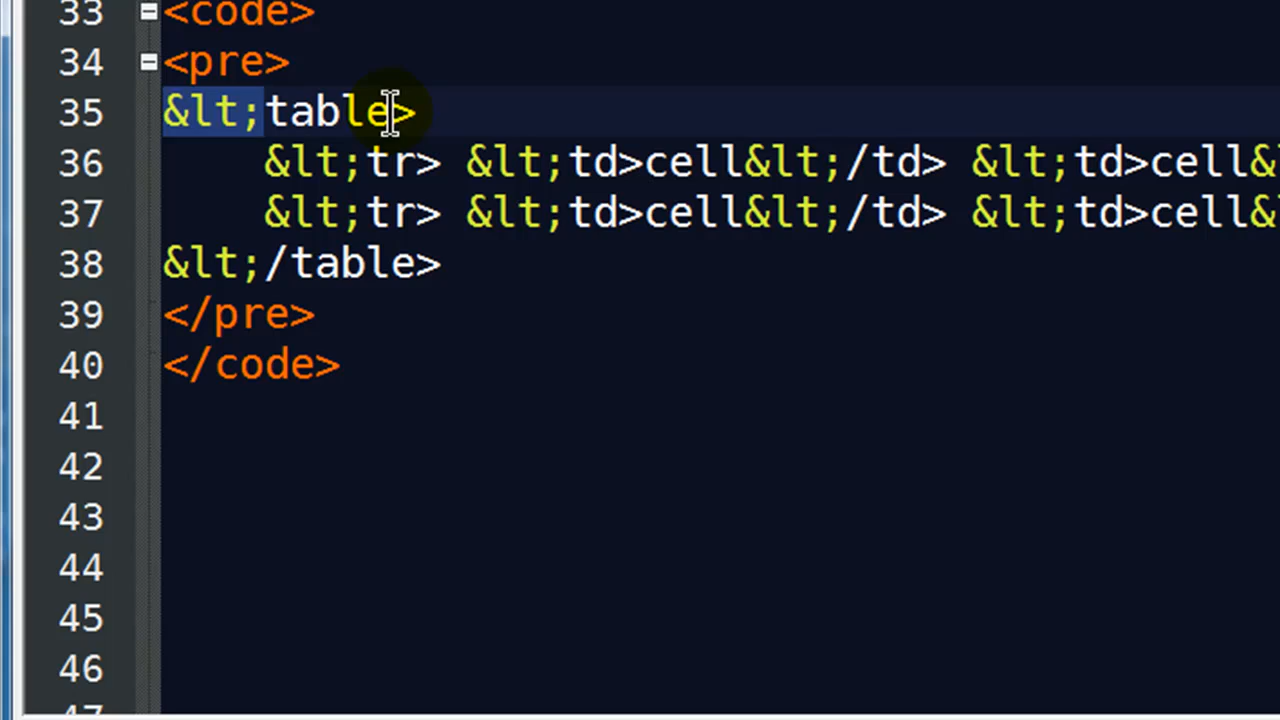 33 <code>
34 <pre>
35 &lt;table>
36 &lt;tr> &lt;td>cell&lt;/td> &lt;td>cell&
37 &lt;tr> &lt;td>cell&lt;/td> &lt;td>cell&
38 &lt;/table>
39 </pre>
40 </code>
41
42
43
44
45
46
47